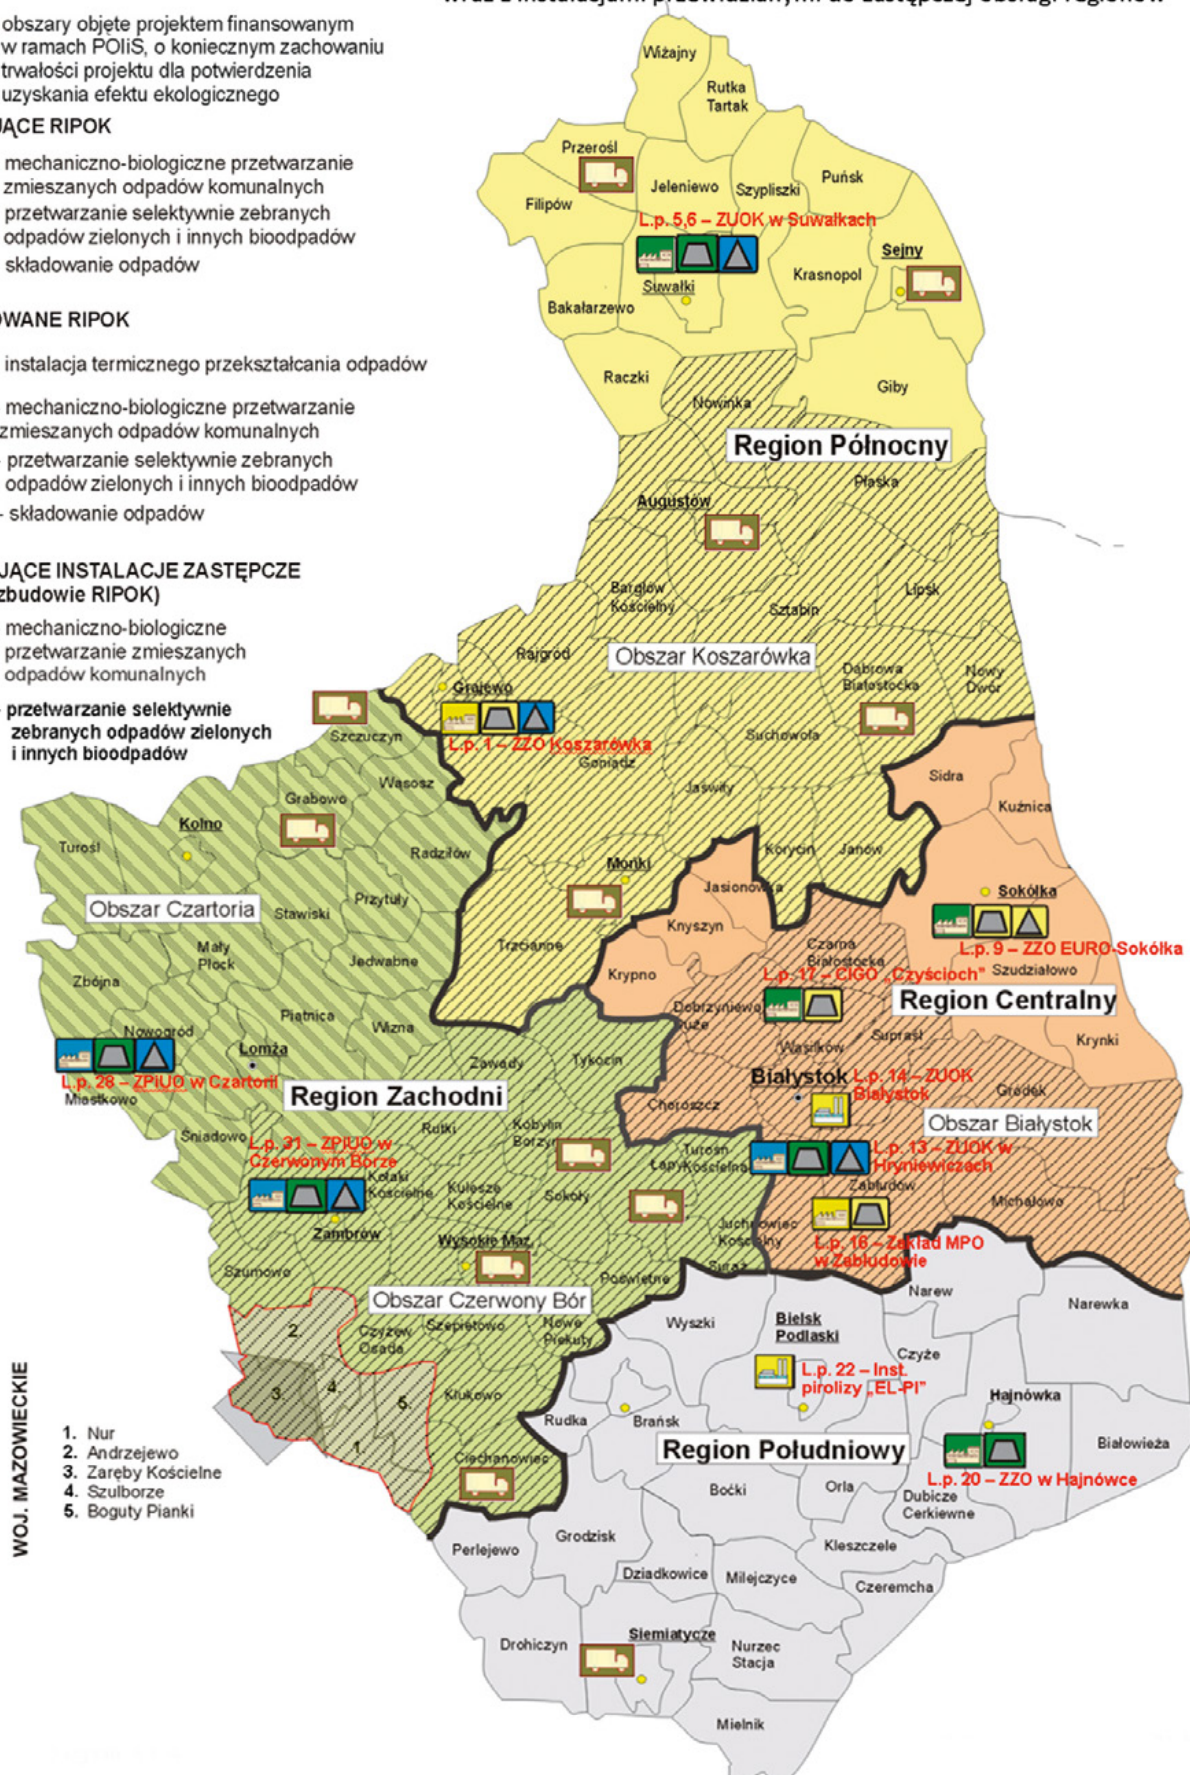 obszary objęte projektem finansowanym
w ramach POIiS, o koniecznym zachowaniu
trwałości projektu dla potwierdzenia
uzyskania efektu ekologicznego
JĄCE RIPOK
mechaniczno-biologiczne przetwarzanie
zmieszanych odpadów komunalnych
przetwarzanie selektywnie zebranych
odpadów zielonych i innych bioodpadów
składowanie odpadów
OWANE RIPOK
instalacja termicznego przekształcania odpadów
mechaniczno-biologiczne przetwarzanie
zmieszanych odpadów komunalnych
przetwarzanie selektywnie zebranych
odpadów zielonych i innych bioodpadów
- składowanie odpadów
JĄCE INSTALACJE ZASTĘPCZE
zbudowie RIPOK)
mechaniczno-biologiczne
przetwarzanie zmieszanych
odpadów komunalnych
przetwarzanie selektywnie
zebranych odpadów zielonych
i innych bioodpadów
Wiżajny
Rutka
Tartak
Przerośl
Jeleniewo
Szypliszki
Puńsk
Filipów
L.p. 5,6 – ZUOK w Suwałkach
Sejny
Krasnopol
Suwałki
Bakałarzewo
Raczki
Giby
Nowinka
Region Północny
Płaska
Augustów
Bargłów
Kościelny
Sztabin
Lipsk
Rajgród
Obszar Koszarówka
Dąbrowa
Białostocka
Nowy
Dwór
Grajewo
Szczuczyn
L.p. 1 – ZZO Koszarówka
Goniądz
Suchowola
Sidra
Wąsosz
Jaświły
Kuźnica
Grabowo
Kolno
Turośl
Radziłów
Korycin
Janów
Mońki
Jasionówka
Sokółka
Przytuły
Obszar Czartoria
Stawiski
Knyszyn
Trzcianne
Czarna
Białostocka
L.p. 9 – ZZO EURO-Sokółka
Mały
Płock
Jedwabne
Krypno
L.p. 17 – CIGO „Czyścioch”
Szudziałowo
Zbójna
Region Centralny
Dobrzyniewo
Duże
Piątnica
Wizna
Nowogród
Supraśl
Krynki
Łomża
Zawady
Tykocin
Wasilków
L.p. 28 – ZPiUO w Czartorii
Miastkowo
Region Zachodni
Białystok
L.p. 14 – ZUOK
Białystok
Gródek
Choroszcz
Obszar Białystok
Śniadowo
Rutki
Kobylin
Borzymy
L.p. 31 – ZPiUO w
Czerwonym Borze
Turośń
Kościelna
Łapy
L.p. 13 – ZUOK w
Hryniewiczach
Kołaki
Kościelne
Kulesze
Kościelne
Sokoły
Zabłudów
Michałowo
Zambrów
Juchnowiec
Kościelny
Wysokie Maz.
L.p. 16 – Zakład MPO
w Zabłudowie
Suraż
Szumowo
Poświętne
Obszar Czerwony Bór
Narew
Narewka
2.
Czyżew
Osada
Szepietowo
Nowe
Piekuty
Wyszki
Bielsk
Podlaski
Czyże
3.
4.
5.
1.
Klukowo
L.p. 22 – Inst.
pirolizy „EL-PI”
Hajnówka
Rudka
Brańsk
Białowieża
Region Południowy
Ciechanowiec
L.p. 20 – ZZO w Hajnówce
Boćki
Orla
Dubicze
Cerkiewne
Perlejewo
Grodzisk
Kleszczele
Dziadkowice
Milejczyce
Czeremcha
Drohiczyn
Siemiatycze
Nurzec
Stacja
Mielnik
WOJ. MAZOWIECKIE
1. Nur
2. Andrzejewo
3. Zaręby Kościelne
4. Szulborze
5. Boguty Pianki